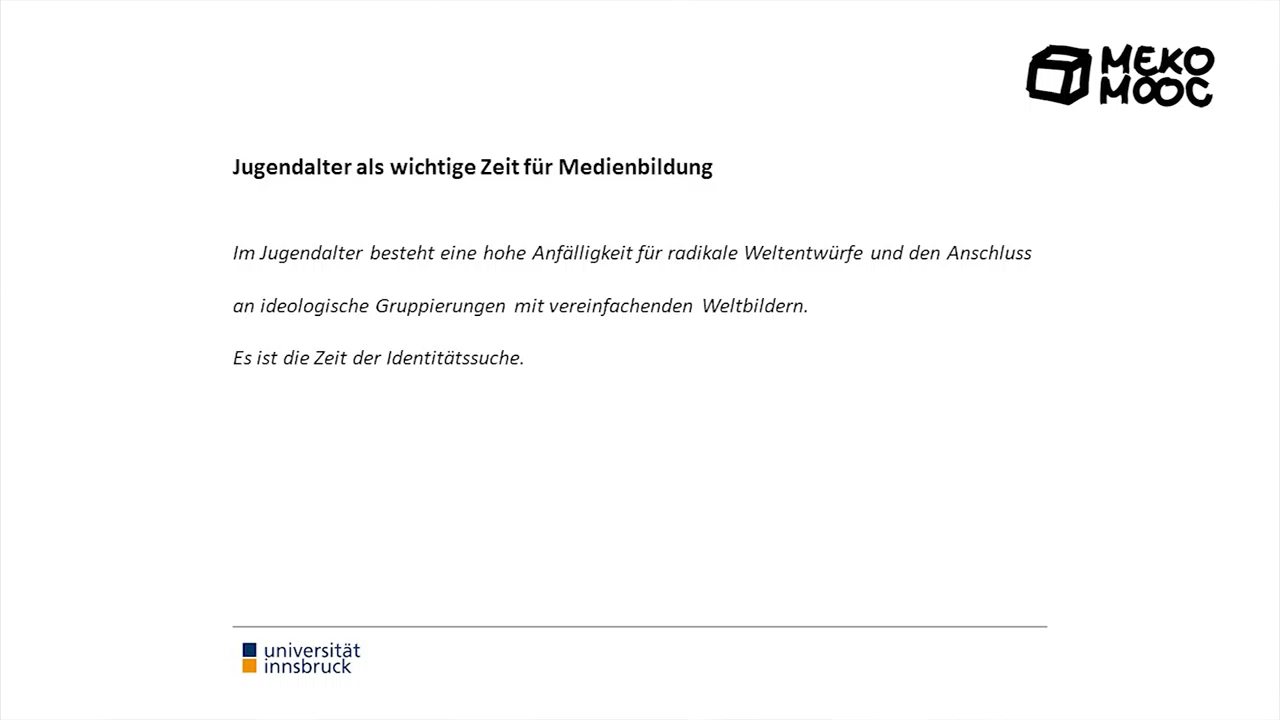 MEKO
MOOC
Jugendalter als wichtige Zeit für Medienbildung
Im Jugendalter besteht eine hohe Anfälligkeit für radikale Weltentwürfe und den Anschluss
an ideologische Gruppierungen mit vereinfachenden Weltbildern.
Es ist die Zeit der Identitätssuche.
universität
innsbruck